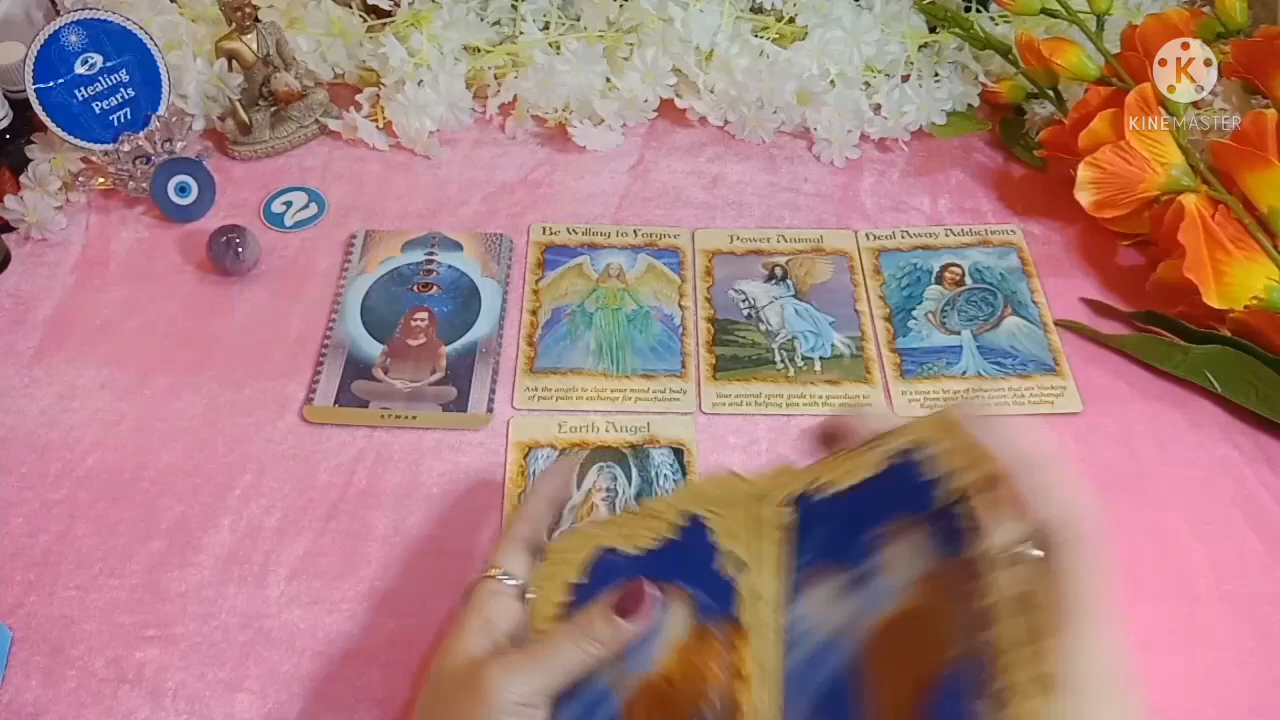 Healing
Pearls
777
K
KINEMASTER
2
ATMAN
Be Willing to Forgive
Ask the angels to clear your mind and body
of past pain in exchange for peacefulness
Power Animal
Your animal spirit guide is a guardian to
you and is helping you with this situation
Heal Away Addictions
It's time to let go of behaviors that are blocking
you from your heart's desire. Ask Archangel
with this healing
Earth Angel